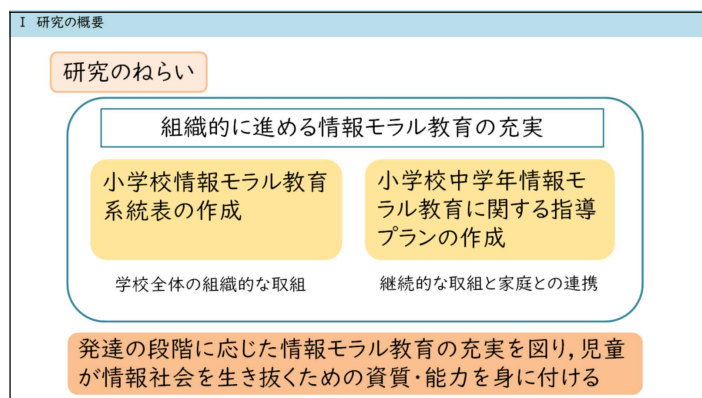 Ⅰ 研究の概要
研究のねらい
組織的に進める情報モラル教育の充実
小学校情報モラル教育
系統表の作成
小学校中学年情報モ
ラル教育に関する指導
プランの作成
学校全体の組織的な取組
継続的な取組と家庭との連携
発達の段階に応じた情報モラル教育の充実を図り,児童
が情報社会を生き抜くための資質・能力を身に付ける